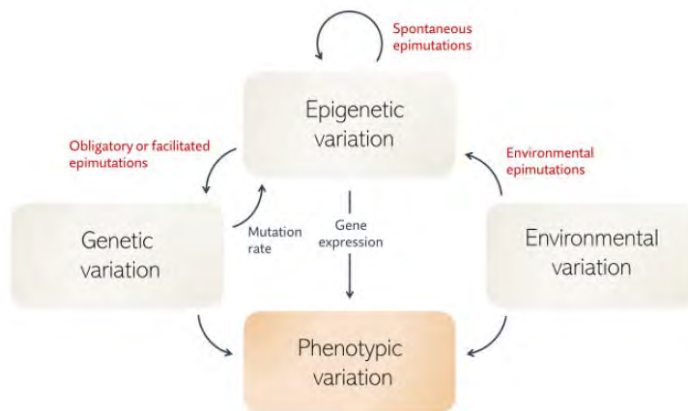 Spontaneous
epimutations
Epigenetic
variation
Obligatory or facilitated
epimutations
Environmental
epimutations
Genetic
variation
Mutation
rate
Gene
expression
Environmental
variation
Phenotypic
variation